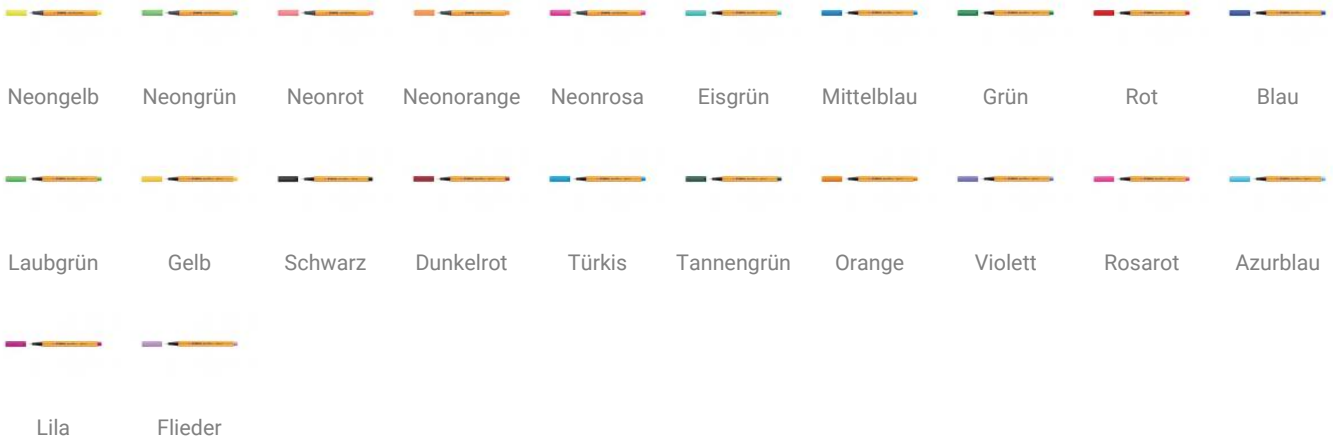 Neongelb Neongrün Neonrot Neonorange Neonrosa Eisgrün Mittelblau Grün Rot Blau
Laubgrün Gelb Schwarz Dunkelrot Türkis Tannengrün Orange Violett Rosarot Azurblau
Lila Flieder